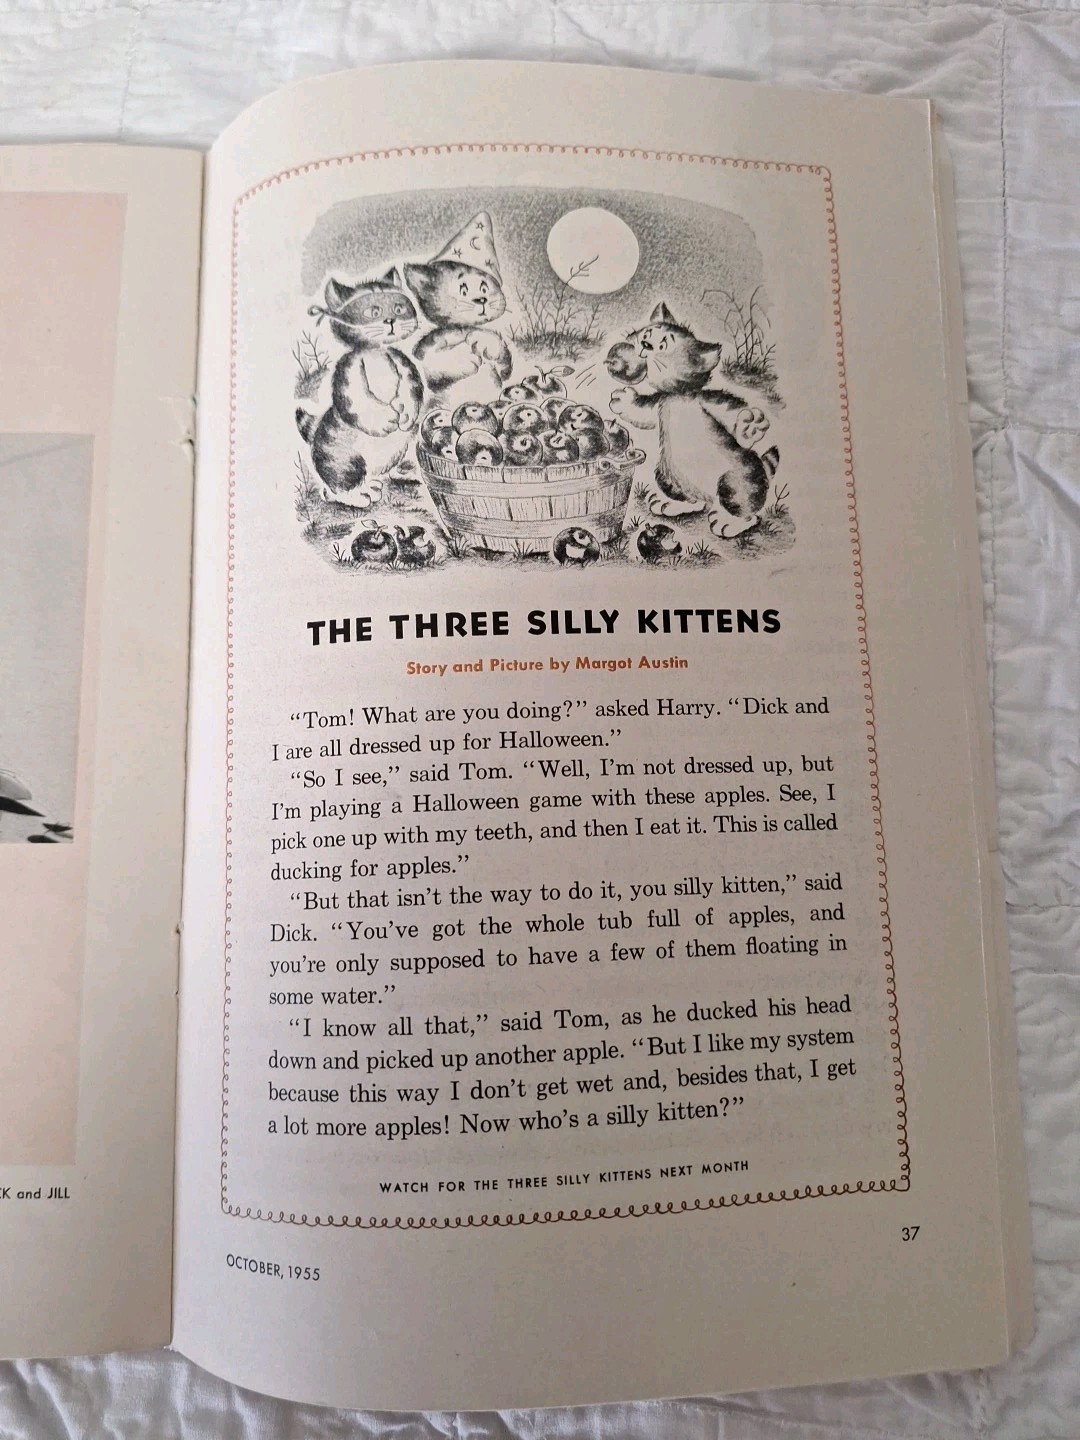 THE THREE SILLY KITTENS
Story and Picture by Margot Austin
“Tom! What are you doing?” asked Harry. “Dick and
I are all dressed up for Halloween.”
“So I see,” said Tom. “Well, I'm not dressed up, but
I'm playing a Halloween game with these apples. See, I
pick one up with my teeth, and then I eat it. This is called
ducking for apples.”
“But that isn't the way to do it, you silly kitten,” said
Dick. “You've got the whole tub full of apples, and
you're only supposed to have a few of them floating in
some water.”
“I know all that,” said Tom, as he ducked his head
down and picked up another apple. “But I like my system
because this way I don't get wet and, besides that, I get
a lot more apples! Now who's a silly kitten?”
WATCH FOR THE THREE SILLY KITTENS NEXT MONTH
K and JILL
OCTOBER, 1955
37